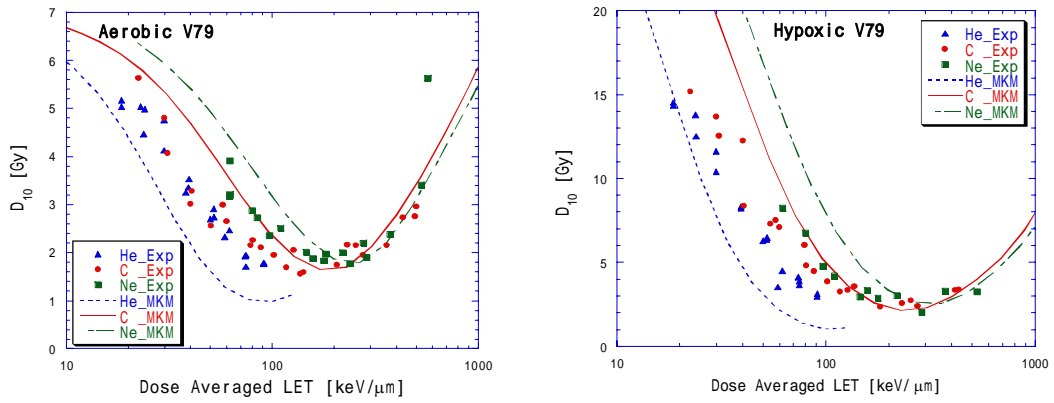 Aerobic V79
7
6
5
4
3
2
1
0
D10 [Gy]
He_Exp
C _Exp
Ne_Exp
He_MKM
C _MKM
Ne_MKM
10
100
1000
Dose Averaged LET [keV/μm]
Hypoxic V79
20
15
10
5
0
D10 [Gy]
He_Exp
C _Exp
Ne_Exp
He_MKM
C _MKM
Ne_MKM
10
100
1000
Dose Averaged LET [keV/μm]